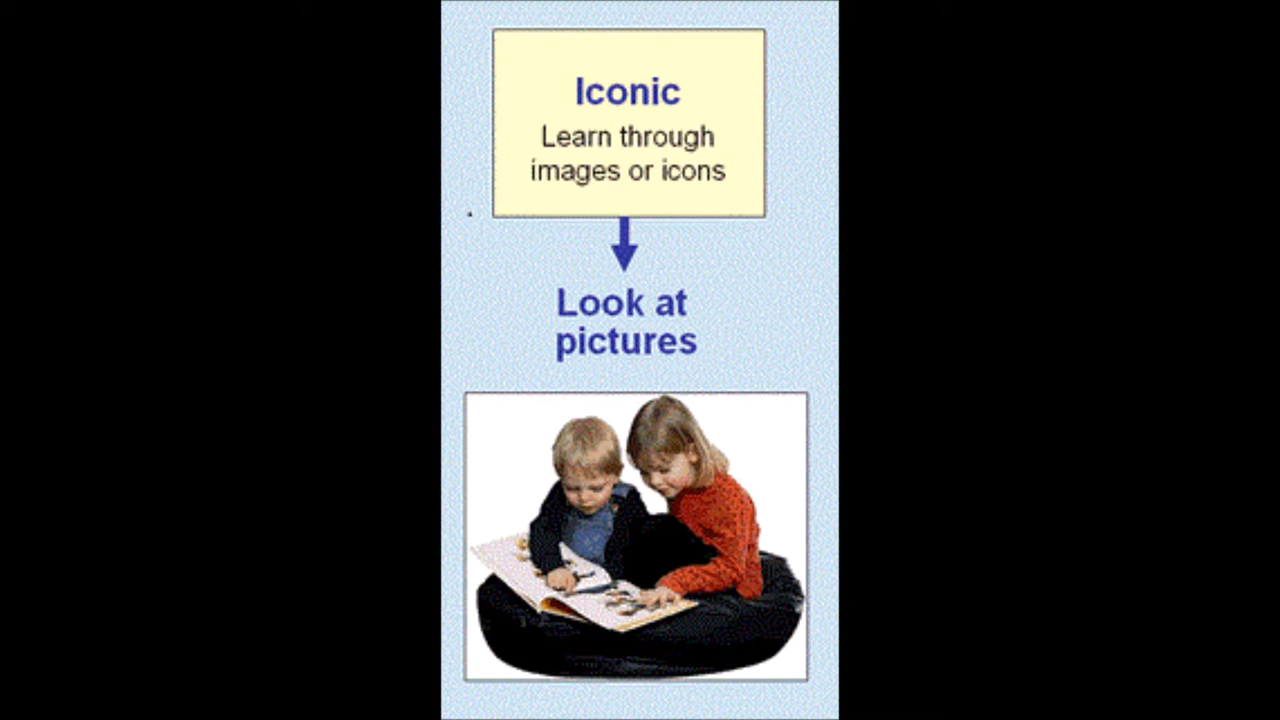 Iconic
Learn through
images or icons
Look at
pictures